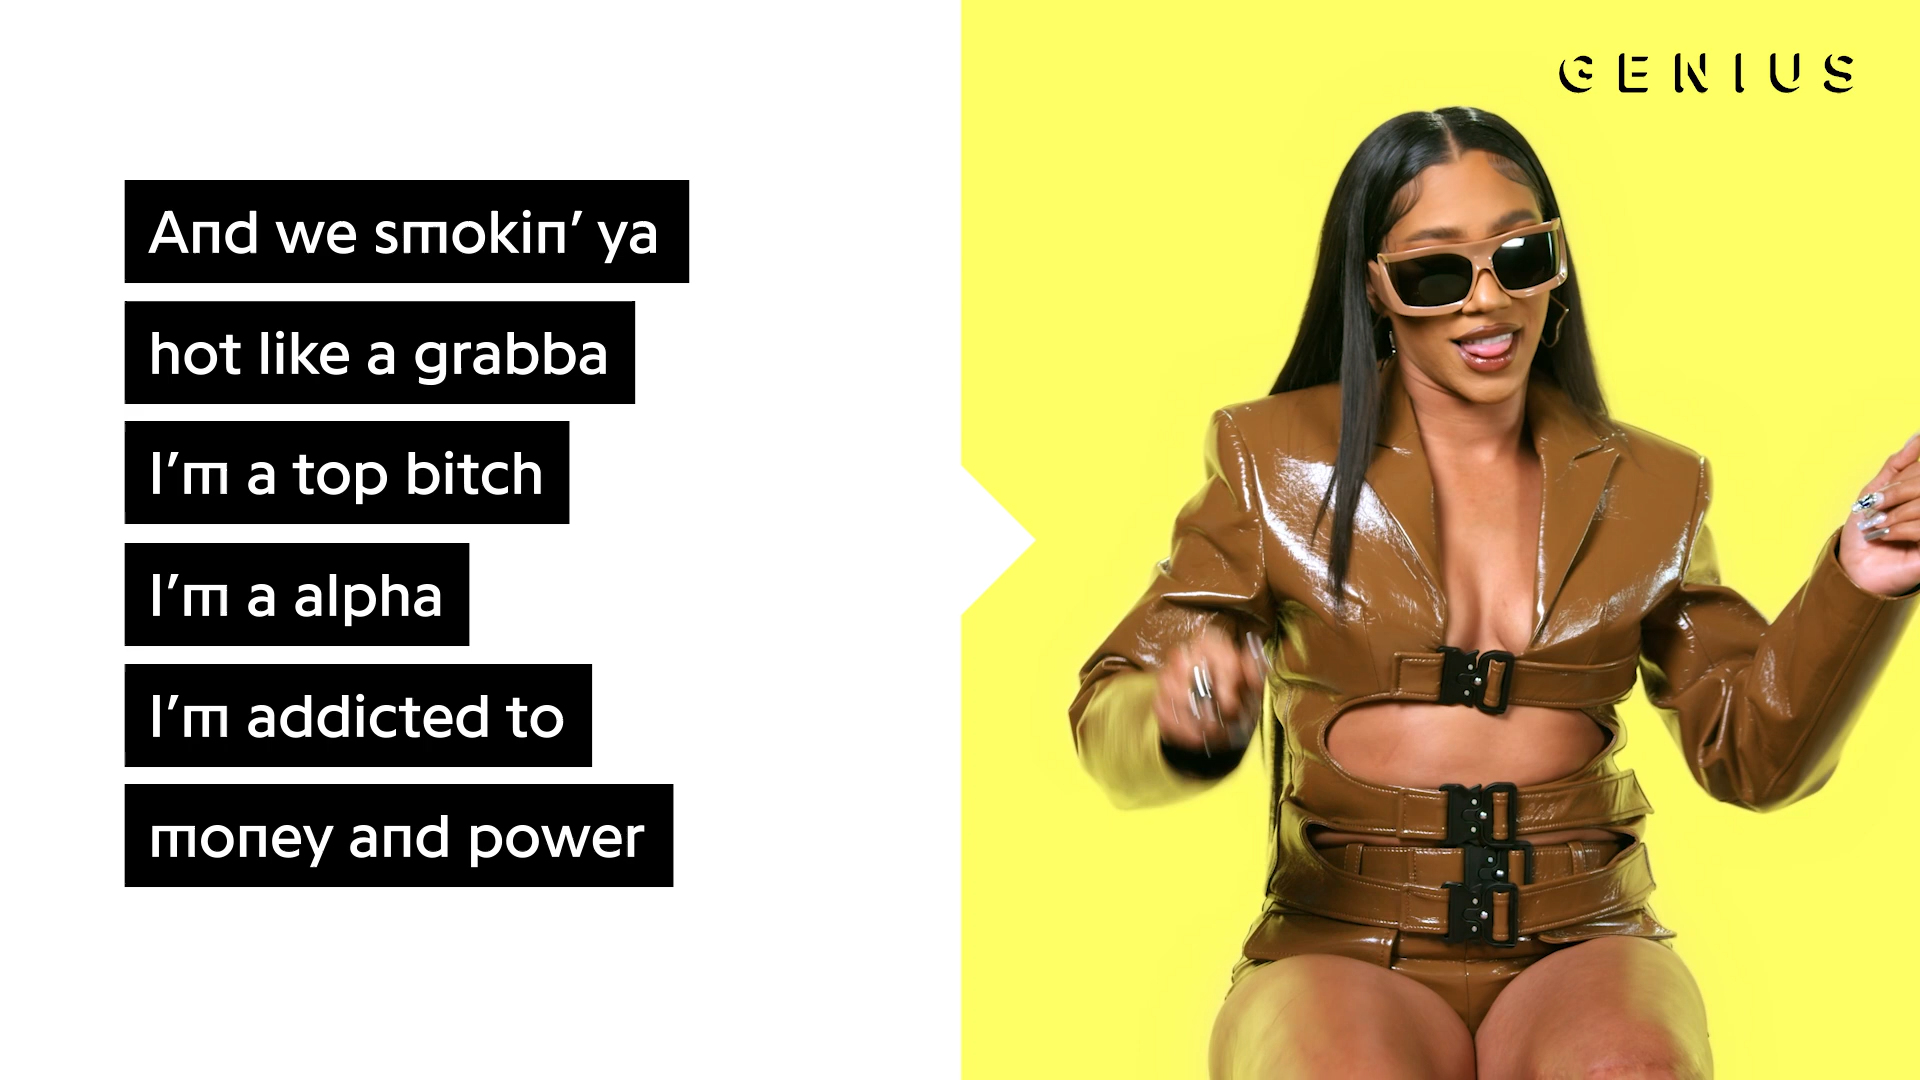 GENIUS
And we smokin’ ya
hot like a grabba
I’m a top bitch
I’m a alpha
I’m addicted to
money and power